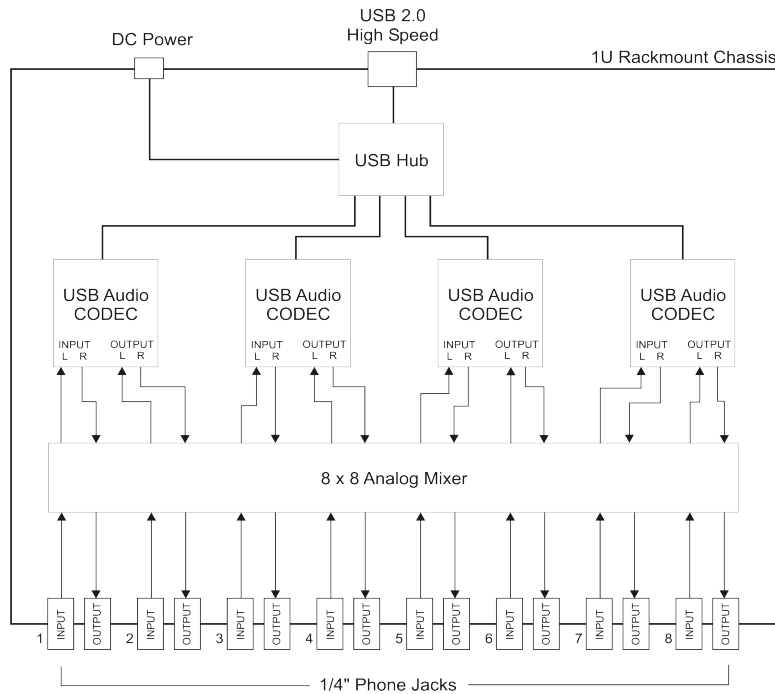 USB 2.0
High Speed
DC Power
1U Rackmount Chassis
USB Hub
USB Audio
CODEC
INPUT OUTPUT
L R L R
USB Audio
CODEC
INPUT OUTPUT
L R L R
USB Audio
CODEC
INPUT OUTPUT
L R L R
USB Audio
CODEC
INPUT OUTPUT
L R L R
8 x 8 Analog Mixer
1 INPUT OUTPUT
2 INPUT OUTPUT
3 INPUT OUTPUT
4 INPUT OUTPUT
5 INPUT OUTPUT
6 INPUT OUTPUT
7 INPUT OUTPUT
8 INPUT OUTPUT
1/4" Phone Jacks